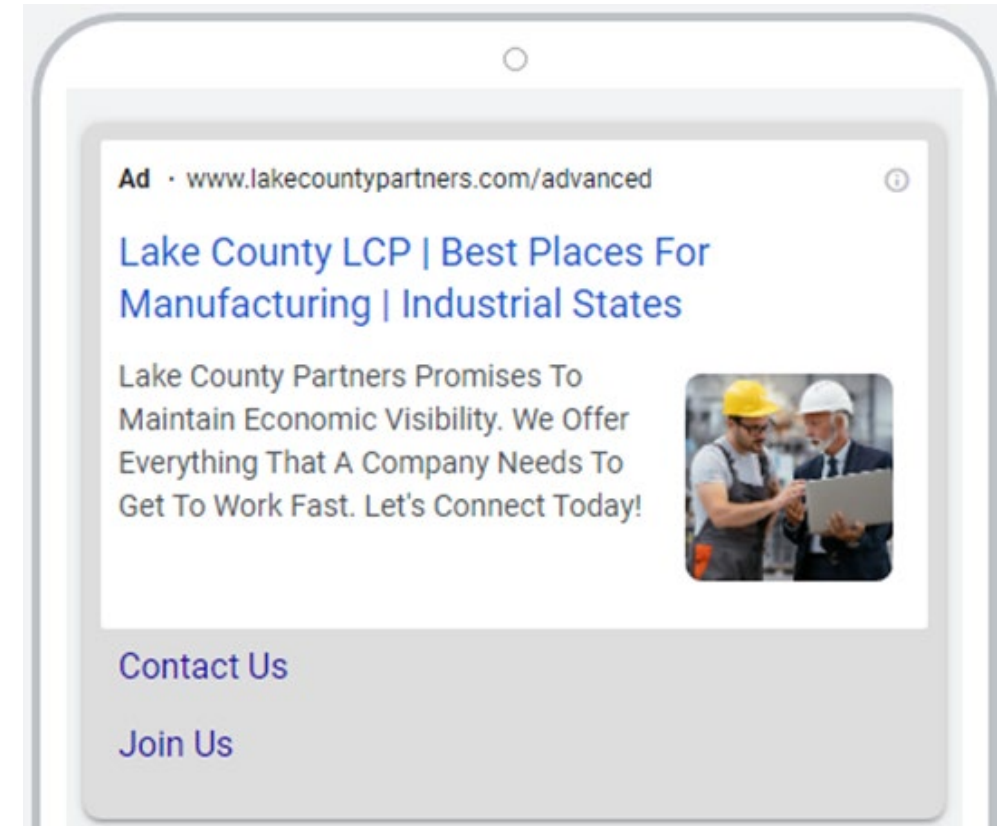 Ad · www.lakecountypartners.com/advanced
Lake County LCP | Best Places For
Manufacturing | Industrial States
Lake County Partners Promises To
Maintain Economic Visibility. We Offer
Everything That A Company Needs To
Get To Work Fast. Let's Connect Today!
Contact Us
Join Us